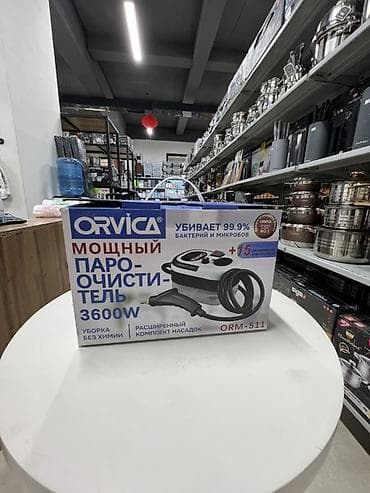 ORVICA
МОЩНЫЙ
ПАРО-
ОЧИСТИ-
ТЕЛЬ
3600W
УБОРКА
БЕЗ ХИМИИ
РАСШИРЕННЫЙ
КОМПЛЕКТ НАСАДОК
УБИВАЕТ 99.9%
БАКТЕРИЙ И МИКРОБОВ
+15
ORM-511